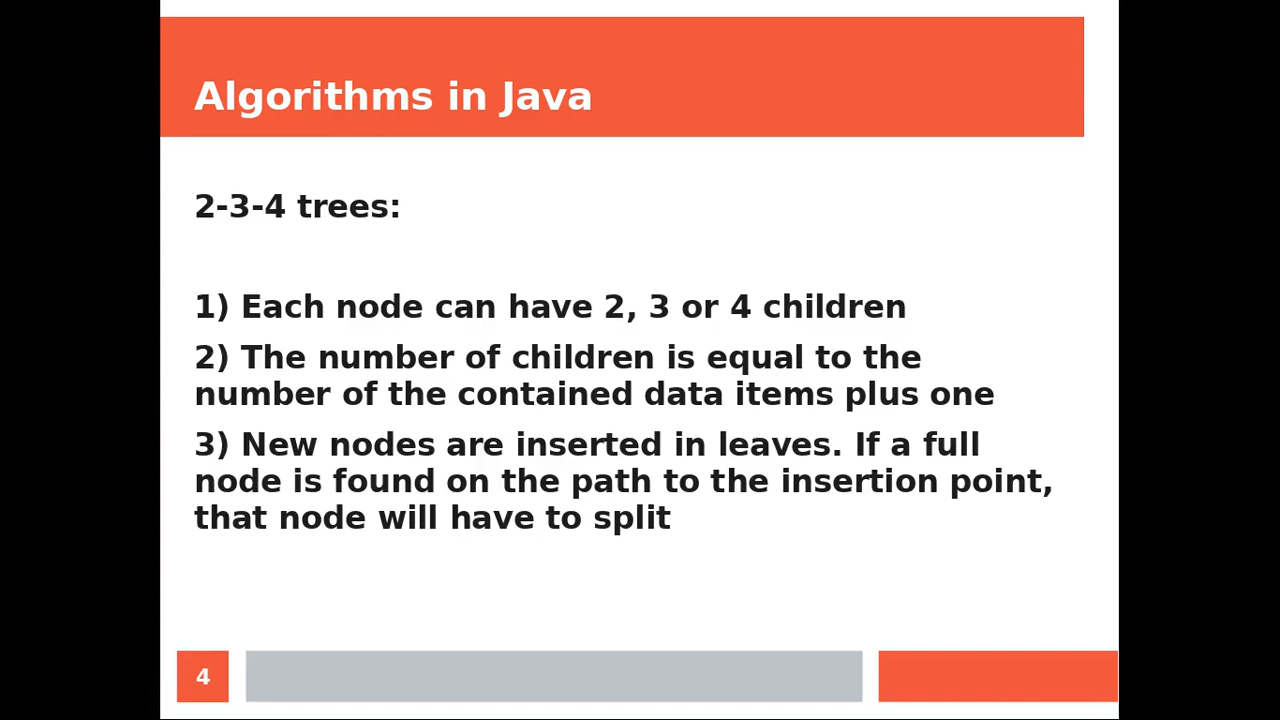 Algorithms in Java
2-3-4 trees:
1) Each node can have 2, 3 or 4 children
2) The number of children is equal to the
number of the contained data items plus one
3) New nodes are inserted in leaves. If a full
node is found on the path to the insertion point,
that node will have to split
4